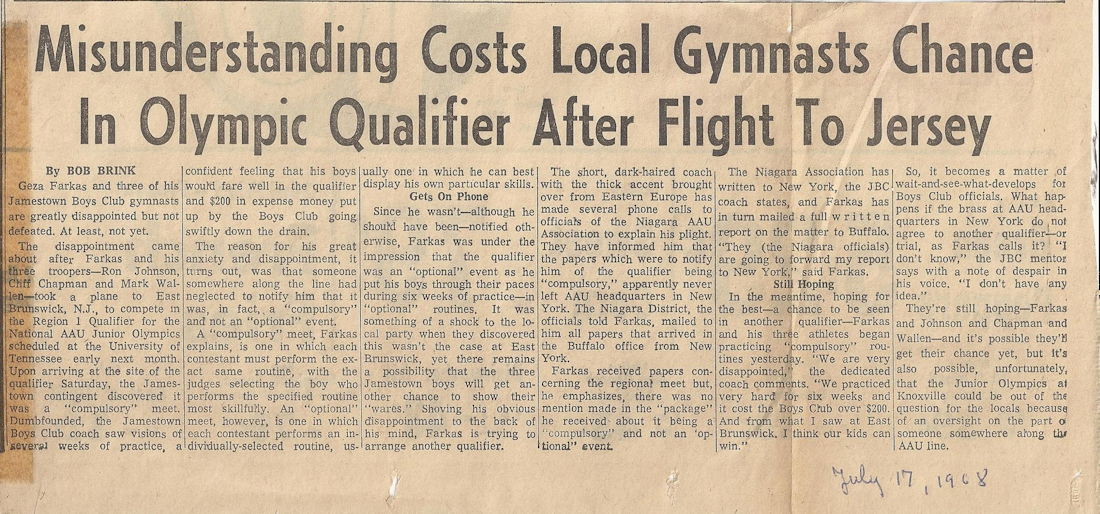 Misunderstanding Costs Local Gymnasts Chance
In Olympic Qualifier After Flight To Jersey
By BOB BRINK
Geza Farkas and three of his
Jamestown Boys Club gymnasts
are greatly disappointed but not
defeated. At least, not yet.
The disappointment came
about after Farkas and his
three troopers—Ron Johnson,
Cliff Chapman and Mark Wal-
len—took a plane to East
Brunswick, N.J., to compete in
the Region 1 Qualifier for the
National AAU Junior Olympics
scheduled at the University of
Tennessee early next month.
Upon arriving at the site of the
qualifier Saturday, the James-
town contingent discovered it
was a "compulsory" meet.
Dumbfounded, the Jamestown
Boys Club coach saw visions of
several weeks of practice, a
confident feeling that his boys
would fare well in the qualifier
and $200 in expense money put
up by the Boys Club going
swiftly down the drain.
The reason for his great
anxiety and disappointment, it
turns out, was that someone
somewhere along the line had
neglected to notify him that it
was, in fact, a "compulsory"
and not an "optional" event.
A "compulsory" meet, Farkas
explains, is one in which each
contestant must perform the ex-
act same routine, with the
judges selecting the boy who
performs the specified routine
most skillfully. An "optional"
meet, however, is one in which
each contestant performs an in-
dividually-selected routine, us-
ually one in which he can best
display his own particular skills.
Gets On Phone
Since he wasn't—although he
should have been—notified oth-
erwise, Farkas was under the
impression that the qualifier
was an "optional" event as he
put his boys through their paces
during six weeks of practice—in
"optional" routines. It was
something of a shock to the lo-
cal party when they discovered
this wasn't the case at East
Brunswick, yet there remains
a possibility that the three
Jamestown boys will get an-
other chance to show their
"wares." Shoving his obvious
disappointment to the back of
his mind, Farkas is trying to
arrange another qualifier.
The short, dark-haired coach
with the thick accent brought
over from Eastern Europe has
made several phone calls to
officials of the Niagara AAU
Association to explain his plight.
They have informed him that
the papers which were to notify
him of the qualifier being
"compulsory," apparently never
left AAU headquarters in New
York. The Niagara District, the
officials told Farkas, mailed to
him all papers that arrived in
the Buffalo office from New
York.
Farkas received papers con-
cerning the regional meet but,
he emphasizes, there was no
mention made in the "package"
he received about it being a
"compulsory" and not an "op-
tional" event.
The Niagara Association has
written to New York, the JBC
coach states, and Farkas has
in turn mailed a full written
report on the matter to Buffalo.
"They (the Niagara officials)
are going to forward my report
to New York," said Farkas.
Still Hoping
In the meantime, hoping for
the best—a chance to be seen
in another qualifier—Farkas
and his three athletes began
practicing "compulsory" rou-
tines yesterday. "We are very
disappointed," the dedicated
coach comments. "We practiced
very hard for six weeks and
it cost the Boys Club over $200.
And from what I saw at East
Brunswick, I think our kids can
win."
So, it becomes a matter of
wait-and-see-what-develops for
Boys Club officials. What hap-
pens if the brass at AAU head-
quarters in New York do not
agree to another qualifier—or
trial, as Farkas calls it? "I
don't know," the JBC mentor
says with a note of despair in
his voice. "I don't have any
idea."
They're still hoping—Farkas
and Johnson and Chapman and
Wallen—and it's possible they'll
get their chance yet, but it's
also possible, unfortunately,
that the Junior Olympics at
Knoxville could be out of the
question for the locals because
of an oversight on the part o
someone somewhere along the
AAU line.
July 17, 1968